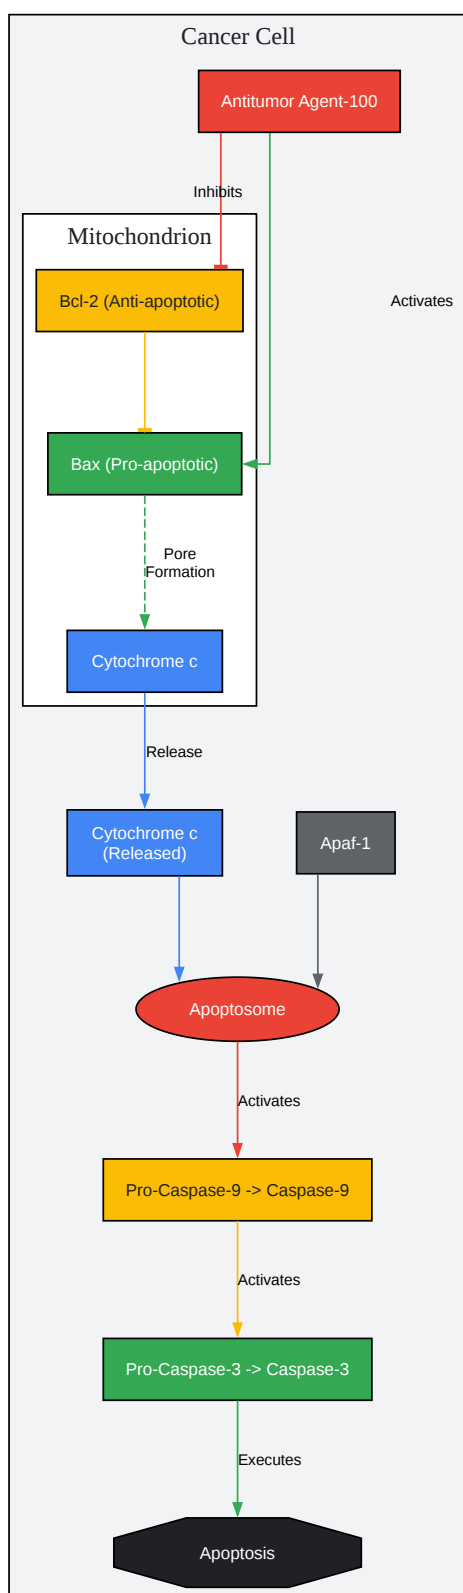 Cancer Cell
Antitumor Agent-100
Inhibits
Mitochondrion
Bcl-2 (Anti-apoptotic)
Activates
Bax (Pro-apoptotic)
Pore
Formation
Cytochrome c
Release
Cytochrome c
(Released)
Apaf-1
Apoptosome
Activates
Pro-Caspase-9 -> Caspase-9
Activates
Pro-Caspase-3 -> Caspase-3
Executes
Apoptosis